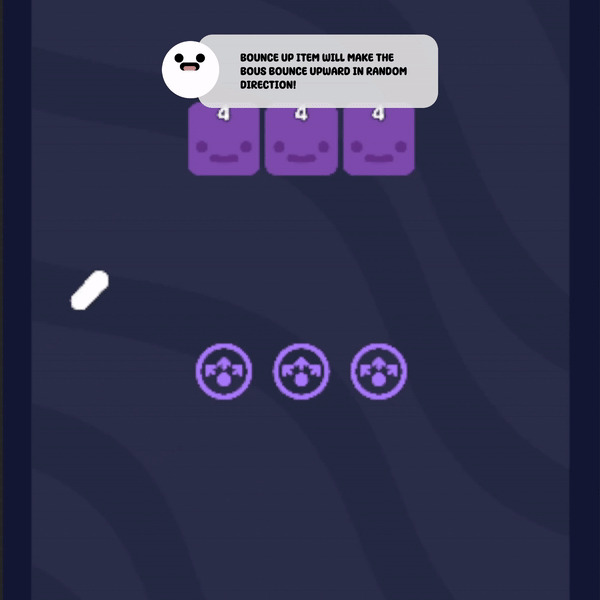 BOUNCE UP ITEM WILL MAKE THE
BOUS BOUNCE UPWARD IN RANDOM
DIRECTION!
4 4 4